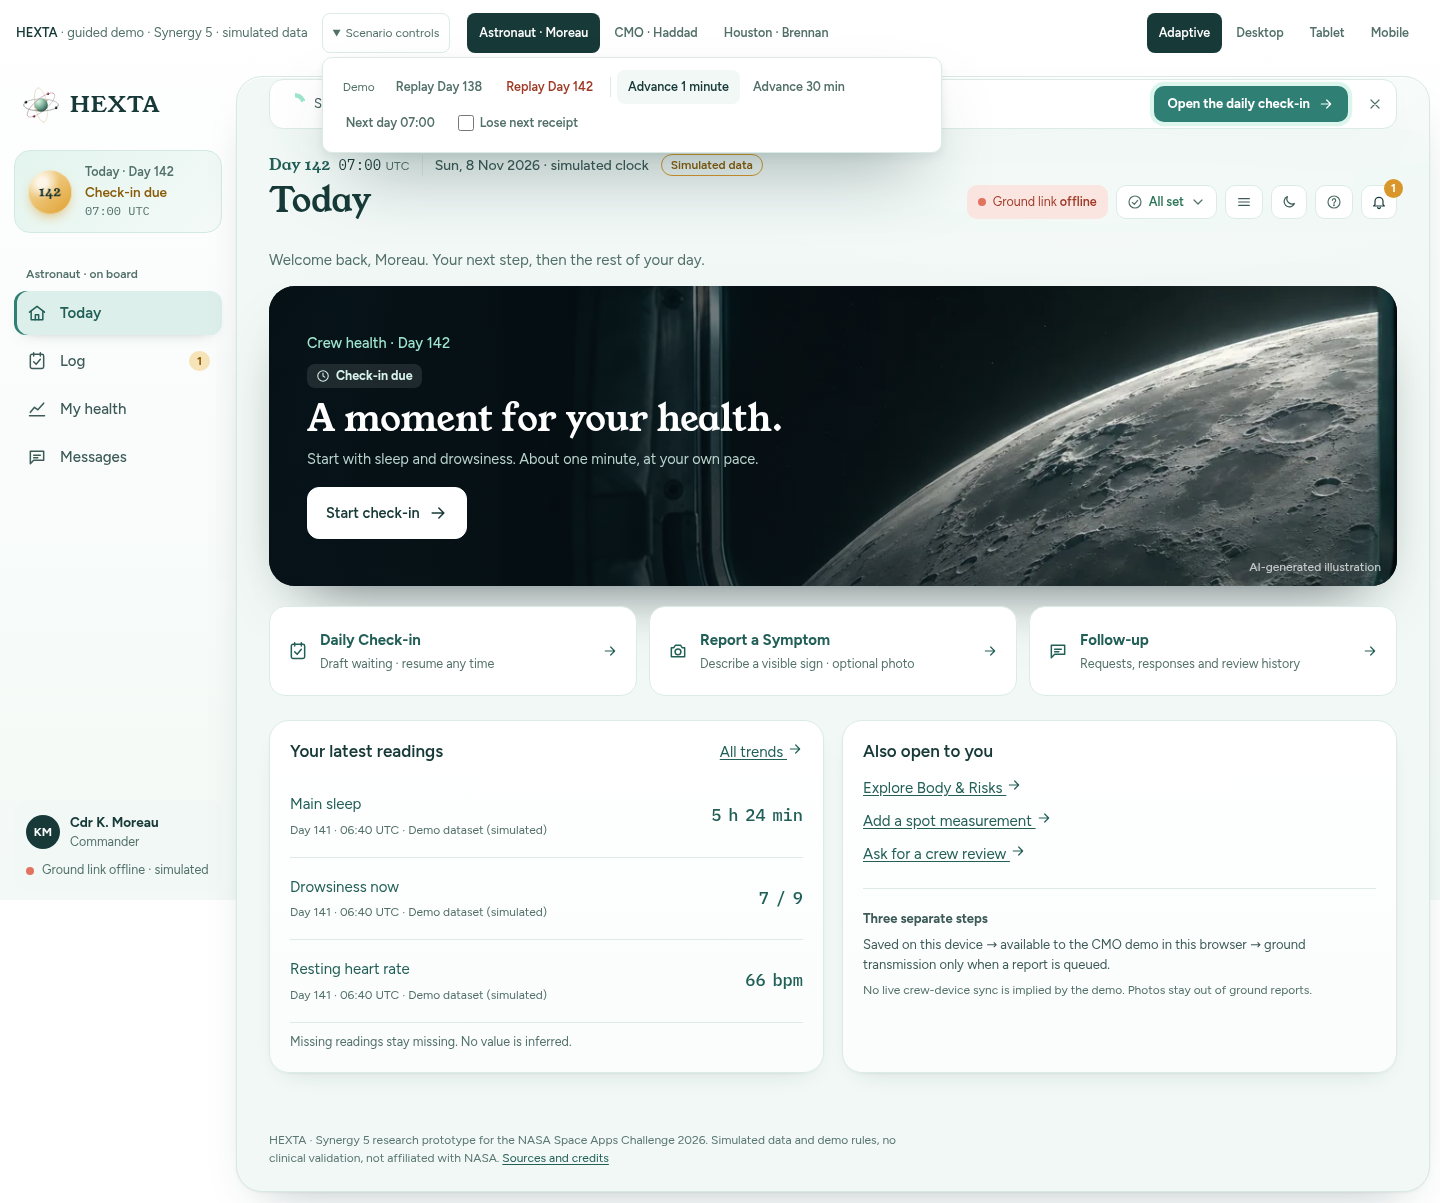 HEXTA · guided demo · Synergy 5 · simulated data
▼ Scenario controls
Astronaut · Moreau
CMO · Haddad
Houston · Brennan
Adaptive
Desktop
Tablet
Mobile
Demo
Replay Day 138
Replay Day 142
Advance 1 minute
Advance 30 min
Next day 07:00
Lose next receipt
Open the daily check-in →
HEXTA
142
Today · Day 142
Check-in due
07:00 UTC
Astronaut · on board
Today
Log
1
My health
Messages
KM
Cdr K. Moreau
Commander
Ground link offline · simulated
Day 142 07:00 UTC
Sun, 8 Nov 2026 · simulated clock
Simulated data
Today
Ground link offline
All set
1
Welcome back, Moreau. Your next step, then the rest of your day.
Crew health · Day 142
Check-in due
A moment for your health.
Start with sleep and drowsiness. About one minute, at your own pace.
Start check-in →
AI-generated illustration
Daily Check-in
Draft waiting · resume any time
Report a Symptom
Describe a visible sign · optional photo
Follow-up
Requests, responses and review history
Your latest readings
All trends →
Main sleep
Day 141 · 06:40 UTC · Demo dataset (simulated)
5 h 24 min
Drowsiness now
Day 141 · 06:40 UTC · Demo dataset (simulated)
7 / 9
Resting heart rate
Day 141 · 06:40 UTC · Demo dataset (simulated)
66 bpm
Missing readings stay missing. No value is inferred.
Also open to you
Explore Body & Risks →
Add a spot measurement →
Ask for a crew review →
Three separate steps
Saved on this device → available to the CMO demo in this browser → ground
transmission only when a report is queued.
No live crew-device sync is implied by the demo. Photos stay out of ground reports.
HEXTA · Synergy 5 research prototype for the NASA Space Apps Challenge 2026. Simulated data and demo rules, no
clinical validation, not affiliated with NASA. Sources and credits